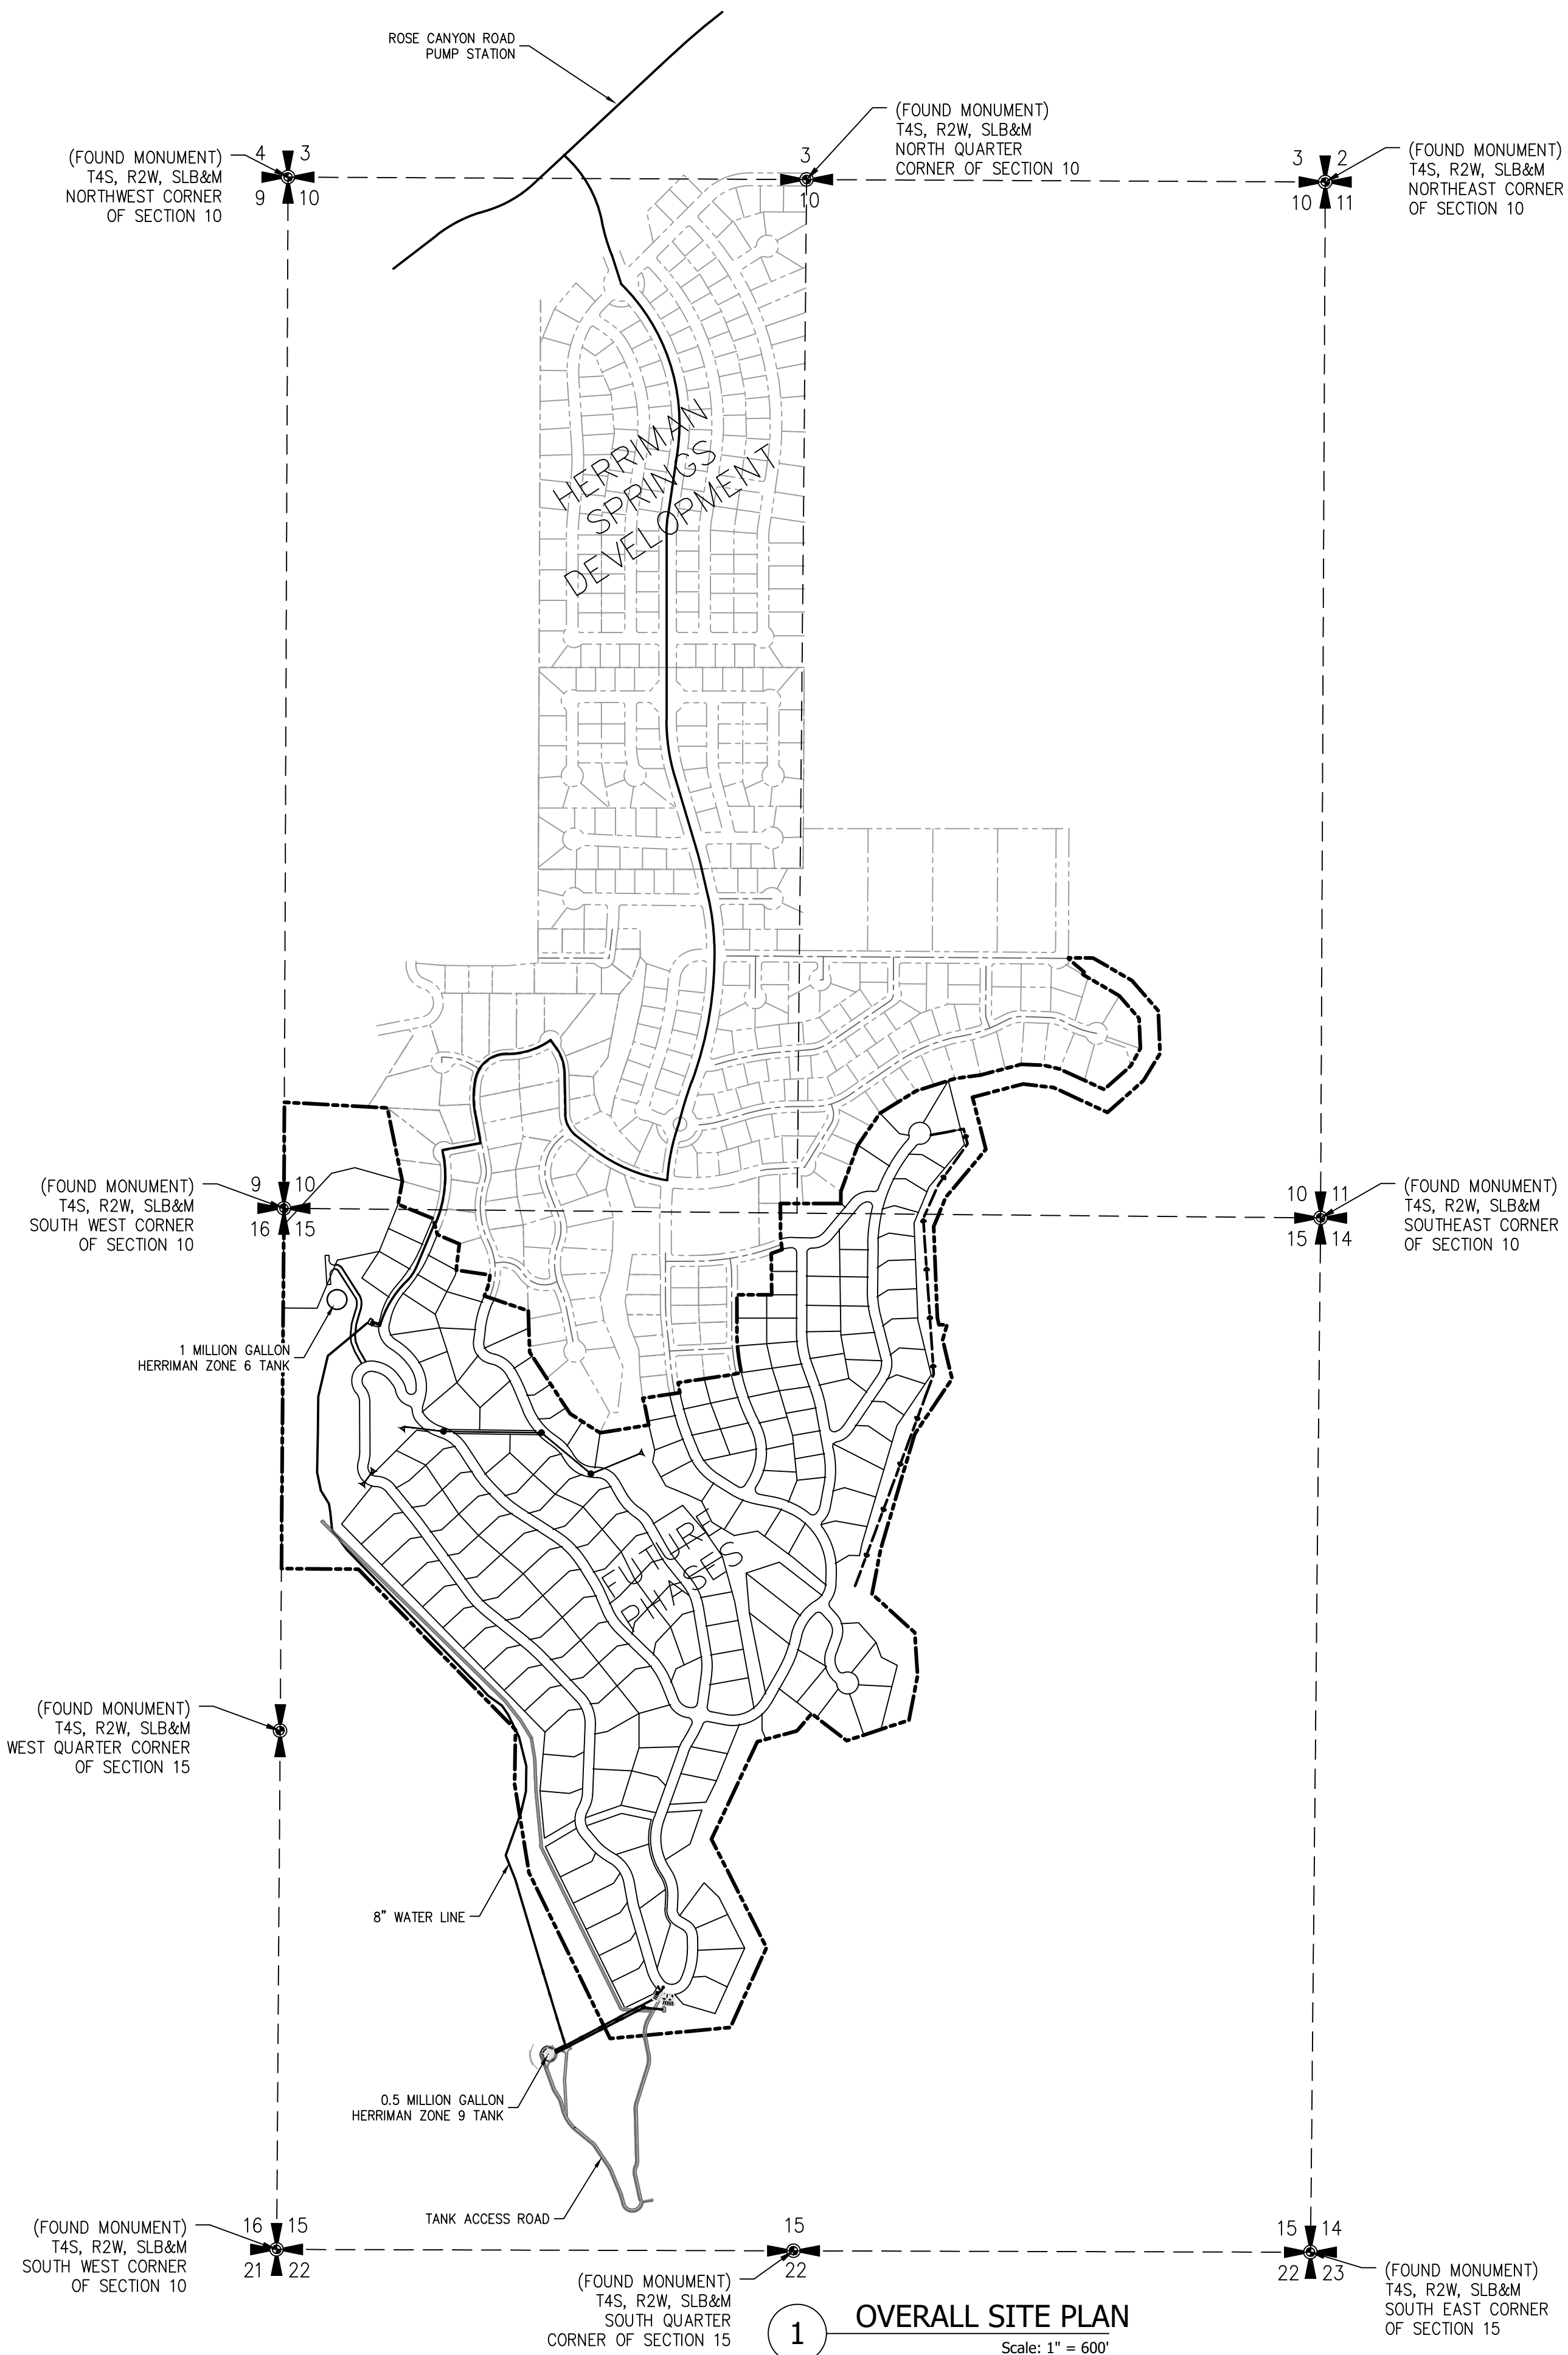 ROSE CANYON ROAD
PUMP STATION
(FOUND MONUMENT)
T4S, R2W, SLB&M
NORTH QUARTER
CORNER OF SECTION 10
(FOUND MONUMENT)
T4S, R2W, SLB&M
NORTHWEST CORNER
OF SECTION 10
4 3
9 10
3
10
3 2
10 11
(FOUND MONUMENT)
T4S, R2W, SLB&M
NORTHEAST CORNER
OF SECTION 10
HERRIMAN
SPRINGS
DEVELOPMENT
(FOUND MONUMENT)
T4S, R2W, SLB&M
SOUTH WEST CORNER
OF SECTION 10
9 10
16 15
10 11
15 14
(FOUND MONUMENT)
T4S, R2W, SLB&M
SOUTHEAST CORNER
OF SECTION 10
1 MILLION GALLON
HERRIMAN ZONE 6 TANK
FUTURE
PHASES
(FOUND MONUMENT)
T4S, R2W, SLB&M
WEST QUARTER CORNER
OF SECTION 15
8" WATER LINE
0.5 MILLION GALLON
HERRIMAN ZONE 9 TANK
TANK ACCESS ROAD
(FOUND MONUMENT)
T4S, R2W, SLB&M
SOUTH WEST CORNER
OF SECTION 10
16 15
21 22
15
22
(FOUND MONUMENT)
T4S, R2W, SLB&M
SOUTH QUARTER
CORNER OF SECTION 15
15 14
22 23
(FOUND MONUMENT)
T4S, R2W, SLB&M
SOUTH EAST CORNER
OF SECTION 15
1 OVERALL SITE PLAN
Scale: 1" = 600'